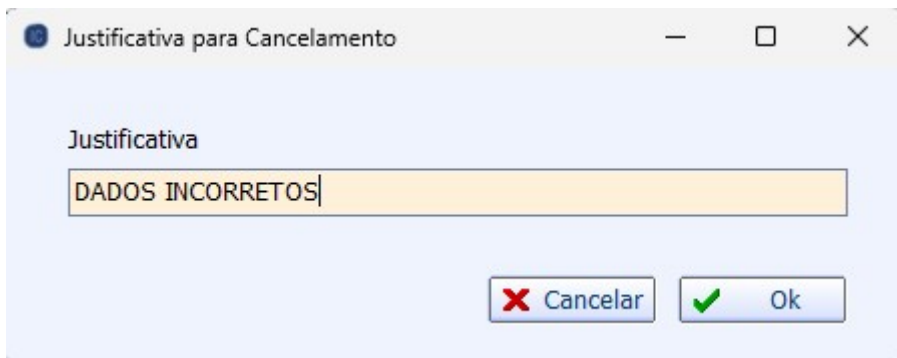 Justificativa para Cancelamento
Justificativa
DADOS INCORRETOS
Cancelar
Ok